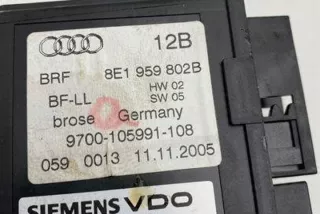 12B
BRF 8E1 959 802B
BF-LL HW 02
SW 05
brose Germany
9700-105991-108
059 0013 11.11.2005
SIEMENS VDO